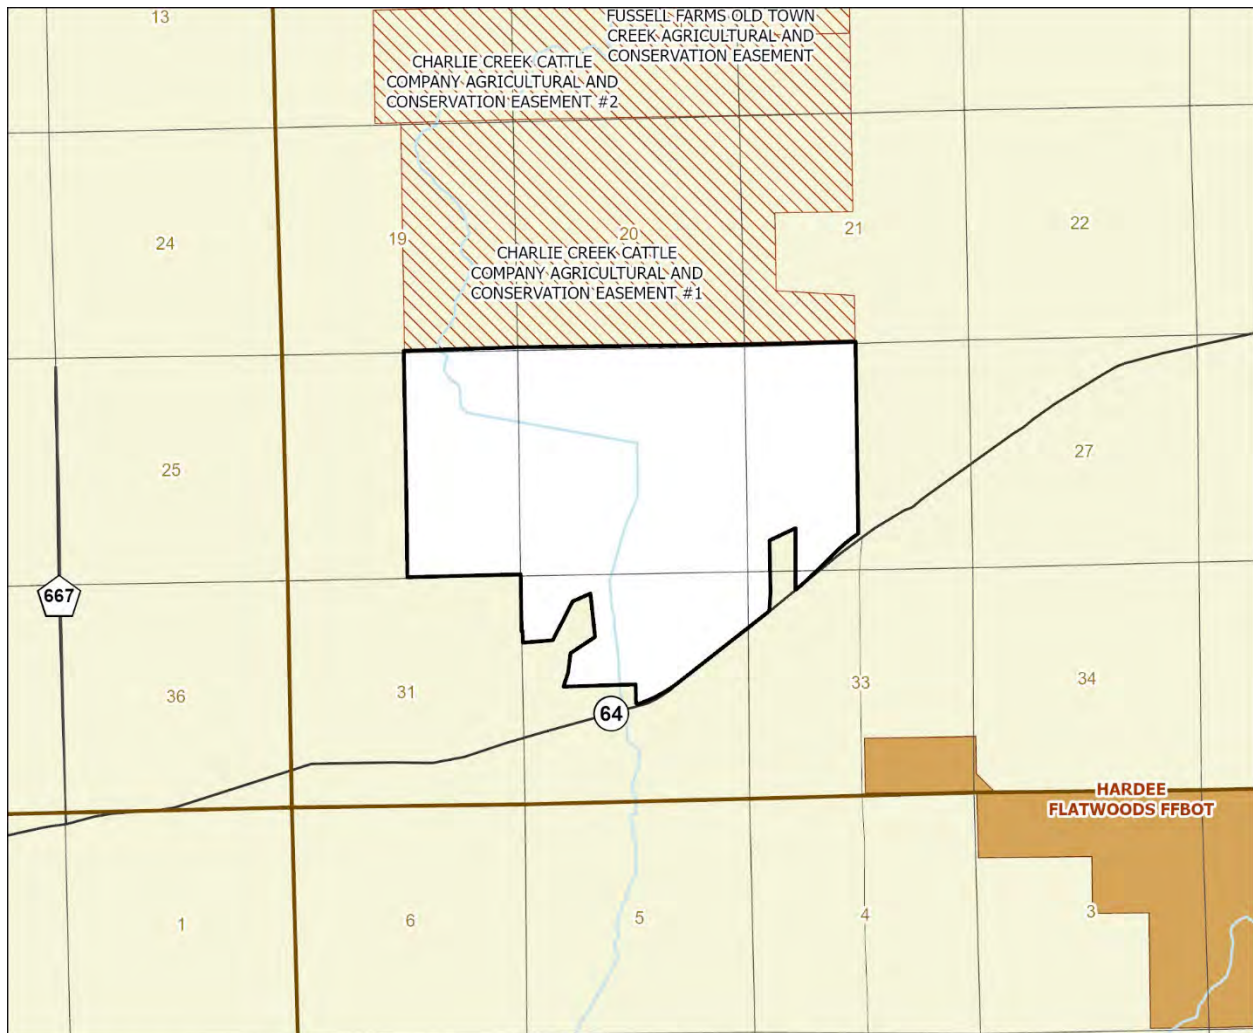 13
FUSSELL FARMS OLD TOWN
CREEK AGRICULTURAL AND
CONSERVATION EASEMENT
CHARLIE CREEK CATTLE
COMPANY AGRICULTURAL AND
CONSERVATION EASEMENT #2
24
19
20
21
22
CHARLIE CREEK CATTLE
COMPANY AGRICULTURAL AND
CONSERVATION EASEMENT #1
25
27
667
36
31
33
34
64
HARDEE
FLATWOODS FFBOT
1
6
5
4
3